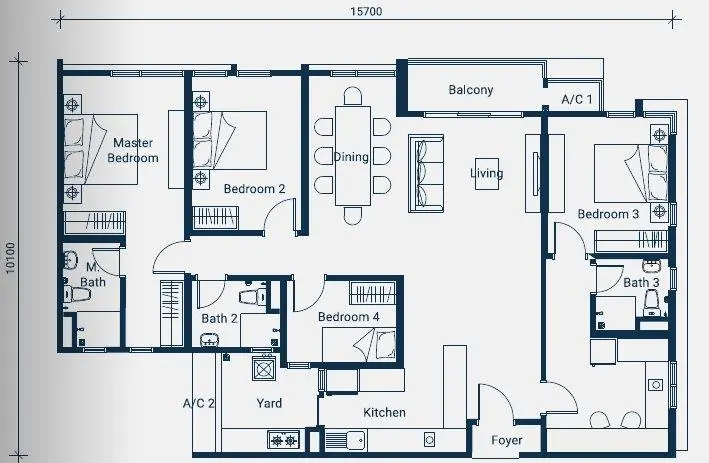 15700
10100
Balcony
A/C 1
Master
Bedroom
Bedroom 2
Dining
Living
Bedroom 3
M.
Bath
Bath 3
Bath 2
Bedroom 4
A/C 2
Yard
Kitchen
Foyer